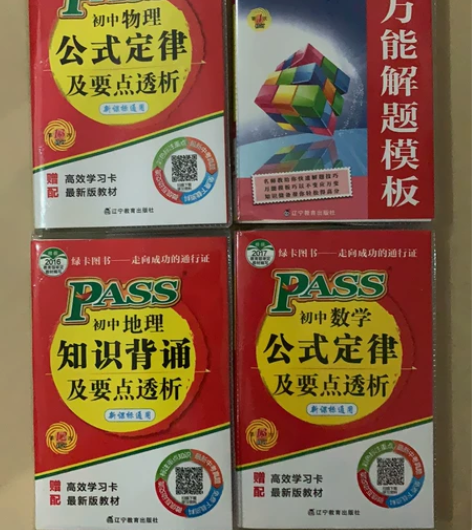 PASS
初中物理
公式定律
及要点透析
新课标通用
赠配
高效学习卡
最新版教材
辽宁教育出版社
万能解题模板
辽宁教育出版社
2016
绿卡图书——走向成功的通行证
PASS
初中地理
知识背诵
及要点透析
新课标通用
赠配
高效学习卡
最新版教材
辽宁教育出版社
2017
绿卡图书——走向成功的通行证
PASS
初中数学
公式定律
及要点透析
新课标通用
赠配
高效学习卡
最新版教材
辽宁教育出版社